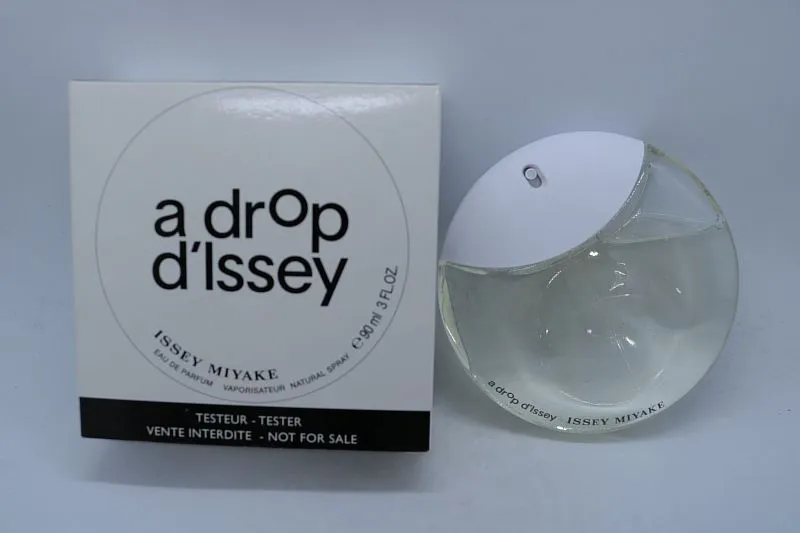 a drop
d'Issey
ISSEY MIYAKE
EAU DE PARFUM VAPORISATEUR NATURAL SPRAY ℮ 90 ml 3 FL.OZ.
TESTEUR - TESTER
VENTE INTERDITE - NOT FOR SALE
a drop d'Issey ISSEY MIYAKE